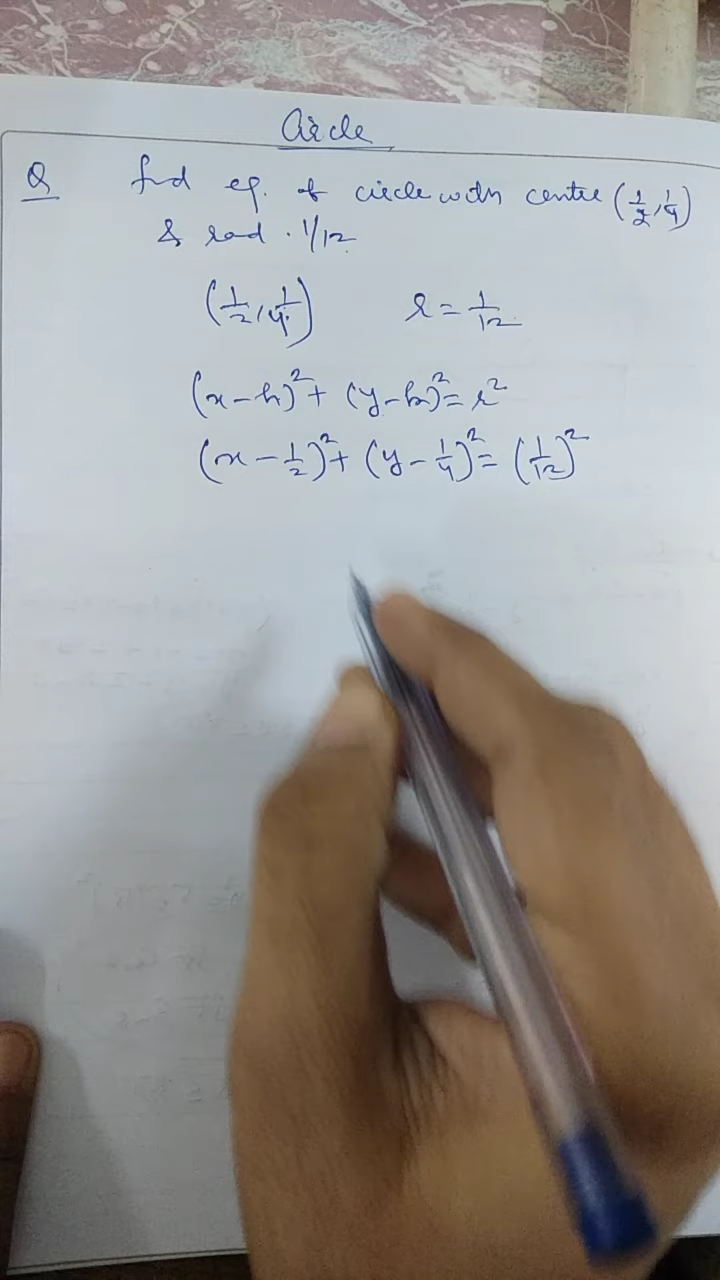 Circle
Q find eq. of circle with centre (1/2, 1/4)
& rad. 1/12
(1/2, 1/4) r = 1/12
(x-h)² + (y-k)² = r²
(x - 1/2)² + (y - 1/4)² = (1/12)²